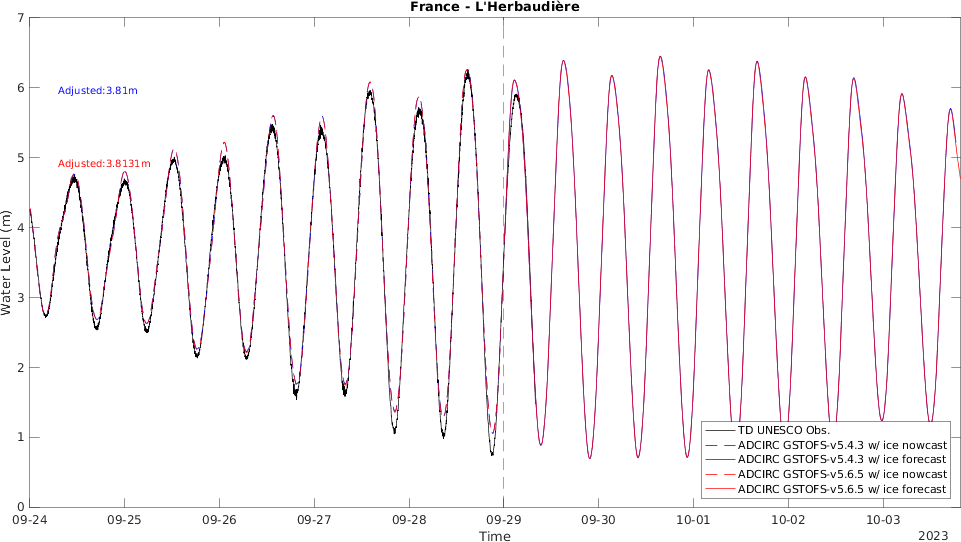 France - L'Herbaudière
7
6
5
4
3
2
1
0
Water Level (m)
Adjusted:3.81m
Adjusted:3.8131m
TD UNESCO Obs.
ADCIRC GSTOFS-v5.4.3 w/ ice nowcast
ADCIRC GSTOFS-v5.4.3 w/ ice forecast
ADCIRC GSTOFS-v5.6.5 w/ ice nowcast
ADCIRC GSTOFS-v5.6.5 w/ ice forecast
09-24 09-25 09-26 09-27 09-28 09-29 09-30 10-01 10-02 10-03
Time
2023